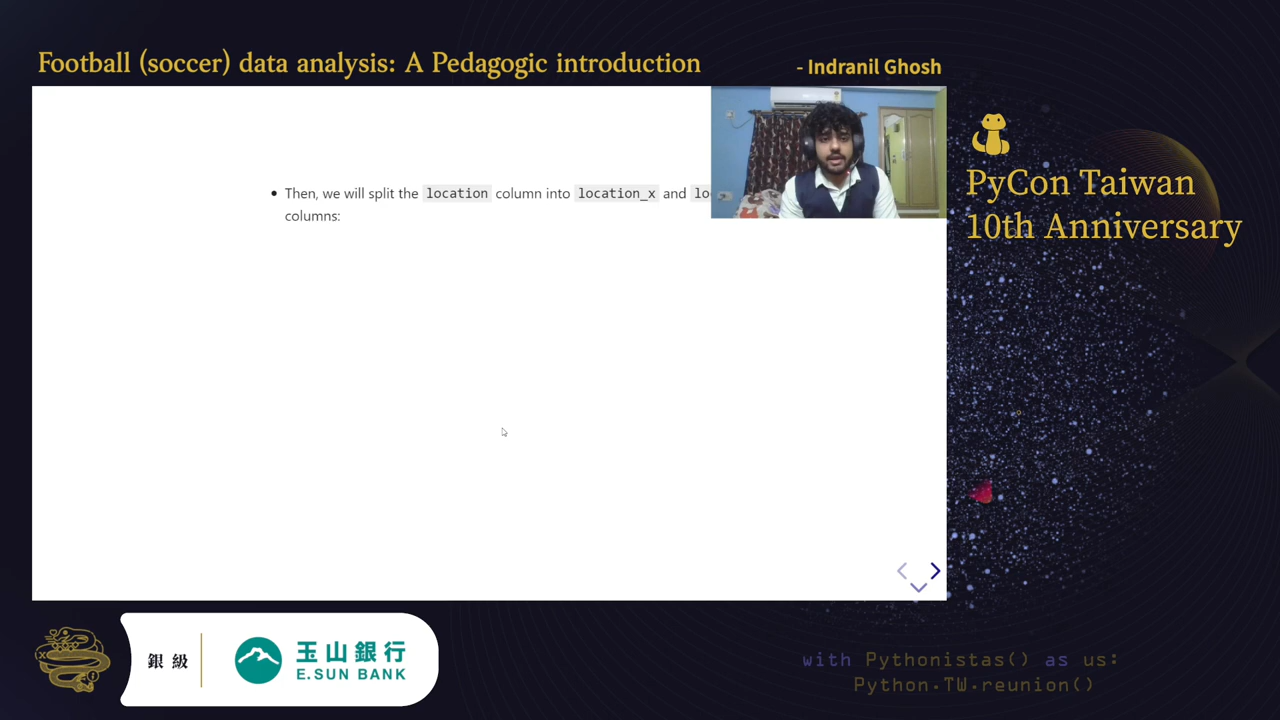 Football (soccer) data analysis: A Pedagogic introduction
- Indranil Ghosh
• Then, we will split the location column into location_x and
columns:
PyCon Taiwan
10th Anniversary
銀級
玉山銀行
E.SUN BANK
with Pythonistas() as us:
Python.TW.reunion()